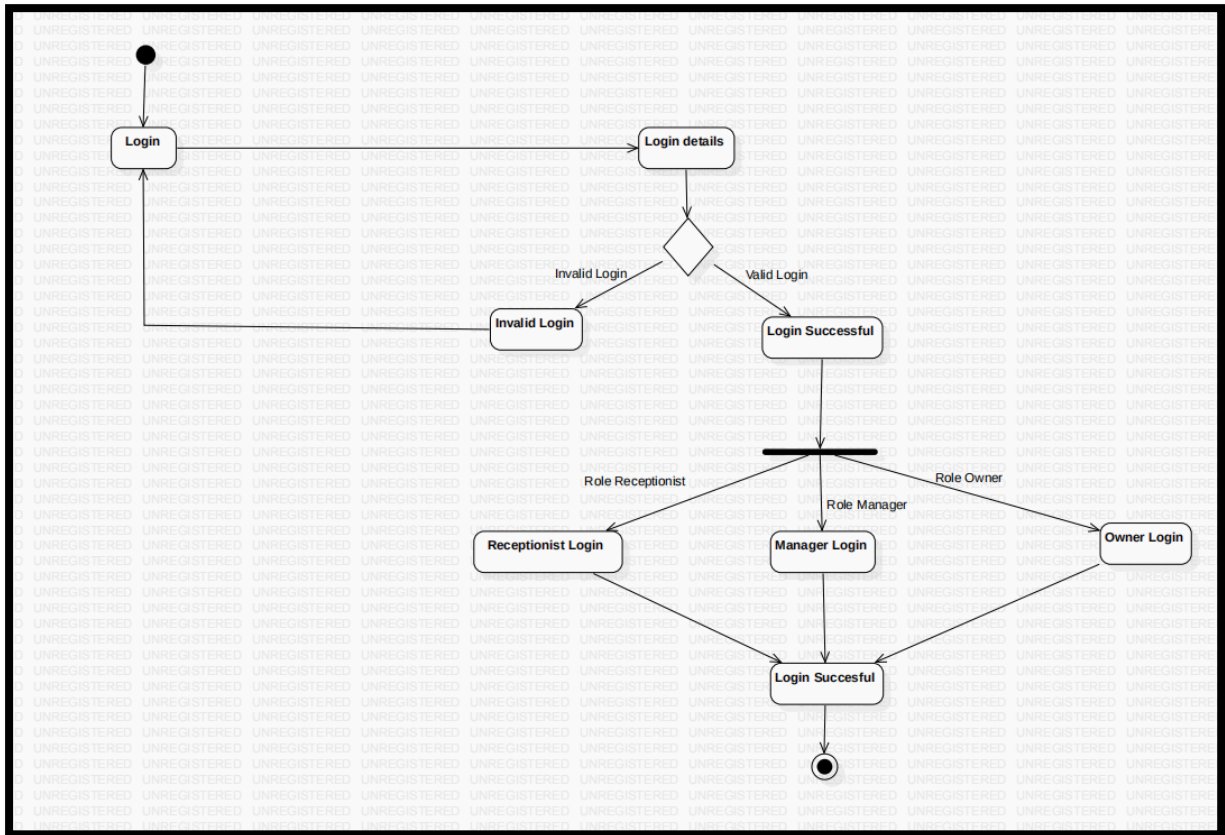 Login
Login details
Invalid Login
Valid Login
Invalid Login
Login Successful
Role Receptionist
Role Manager
Role Owner
Receptionist Login
Manager Login
Owner Login
Login Succesful
UNREGISTERED